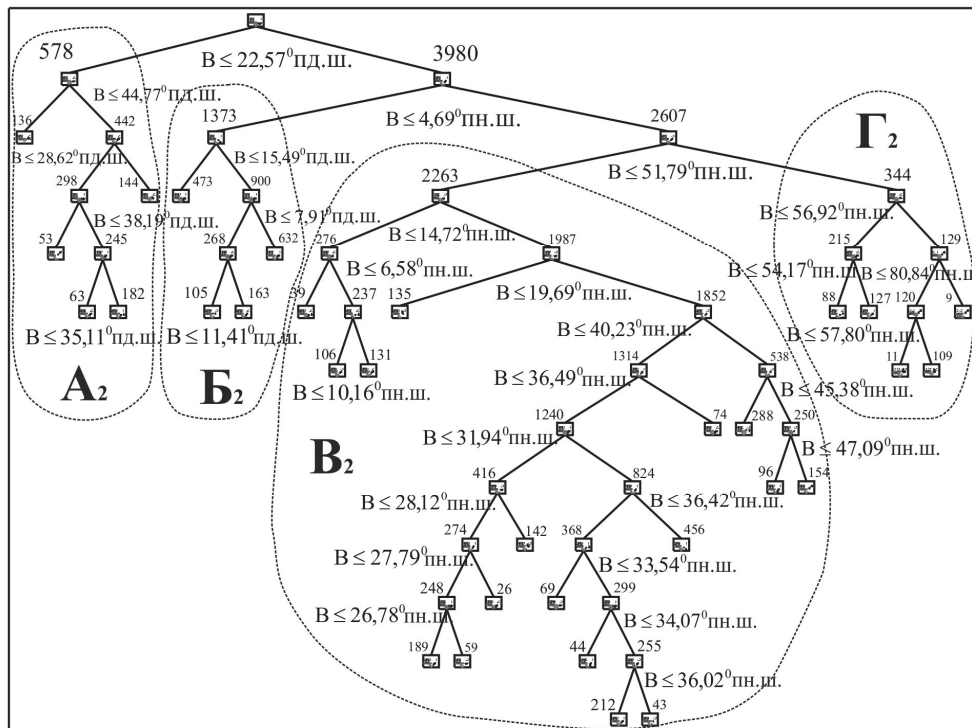 578
3980
В ≤ 22,57⁰пд.ш.
В ≤ 44,77⁰пд.ш.
36
442
1373
В ≤ 4,69⁰пн.ш.
2607
Г₂
В ≤ 28,62⁰пд.ш.
В ≤ 15,49⁰пд.ш.
298
144
473
900
2263
В ≤ 51,79⁰пн.ш.
344
В ≤ 38,19⁰пд.ш.
В ≤ 7,91⁰пд.ш.
В ≤ 14,72⁰пн.ш.
В ≤ 56,92⁰пн.ш.
53
245
268
632
276
1987
215
129
В ≤ 6,58⁰пн.ш.
В ≤ 54,17⁰пн.ш.
В ≤ 80,84⁰пн.ш.
63
182
105
163
39
237
135
В ≤ 19,69⁰пн.ш.
1852
88
127
120
9
В ≤ 35,11⁰пд.ш.
В ≤ 11,41⁰пд.ш.
В ≤ 40,23⁰пн.ш.
В ≤ 57,80⁰пн.ш.
А₂
Б₂
106
131
1314
538
11
109
В ≤ 10,16⁰пн.ш.
В ≤ 36,49⁰пн.ш.
В ≤ 45,38⁰пн.ш.
1240
74
288
250
В₂
В ≤ 31,94⁰пн.ш.
В ≤ 47,09⁰пн.ш.
416
824
96
154
В ≤ 28,12⁰пн.ш.
В ≤ 36,42⁰пн.ш.
274
142
368
456
В ≤ 27,79⁰пн.ш.
В ≤ 33,54⁰пн.ш.
248
26
69
299
В ≤ 26,78⁰пн.ш.
В ≤ 34,07⁰пн.ш.
189
59
44
255
В ≤ 36,02⁰пн.ш.
212
43